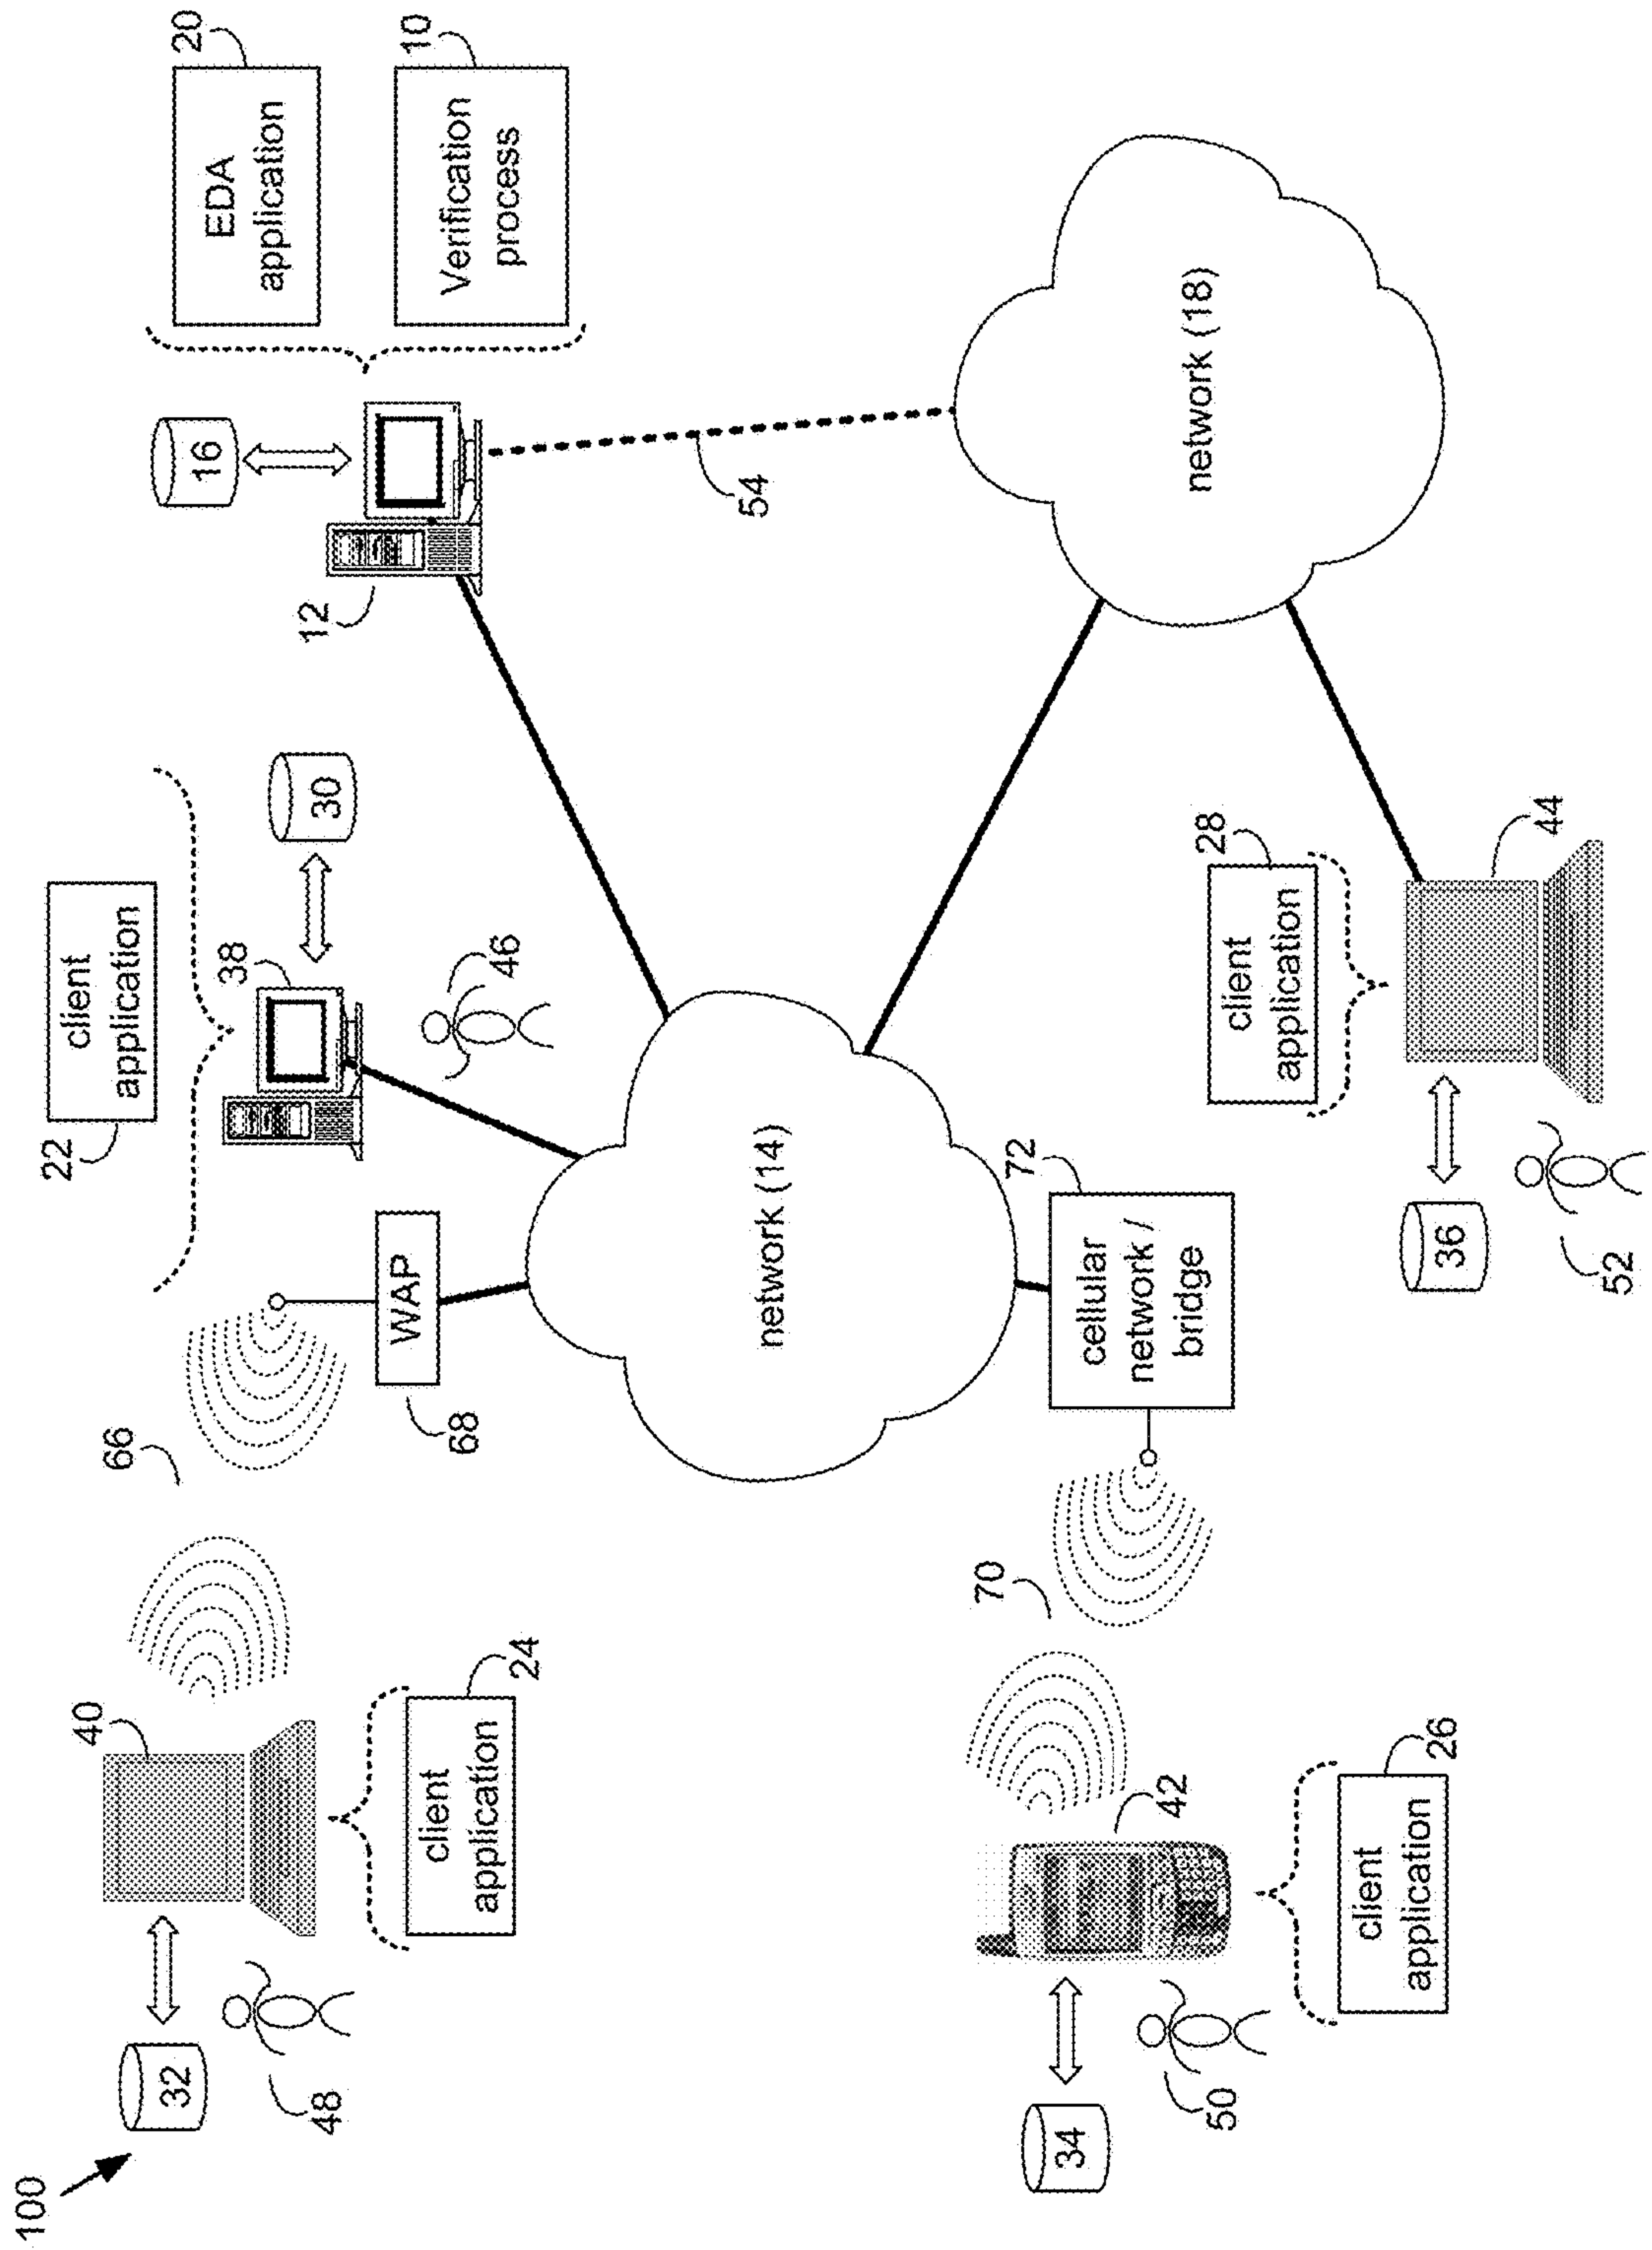 100
32
48
40
24
client
application
66
68
WAP
22
client
application
38
30
46
16
12
20
EDA
application
10
Verification
process
54
network (14)
network (18)
34
50
42
26
client
application
70
72
cellular
network /
bridge
28
client
application
44
36
52